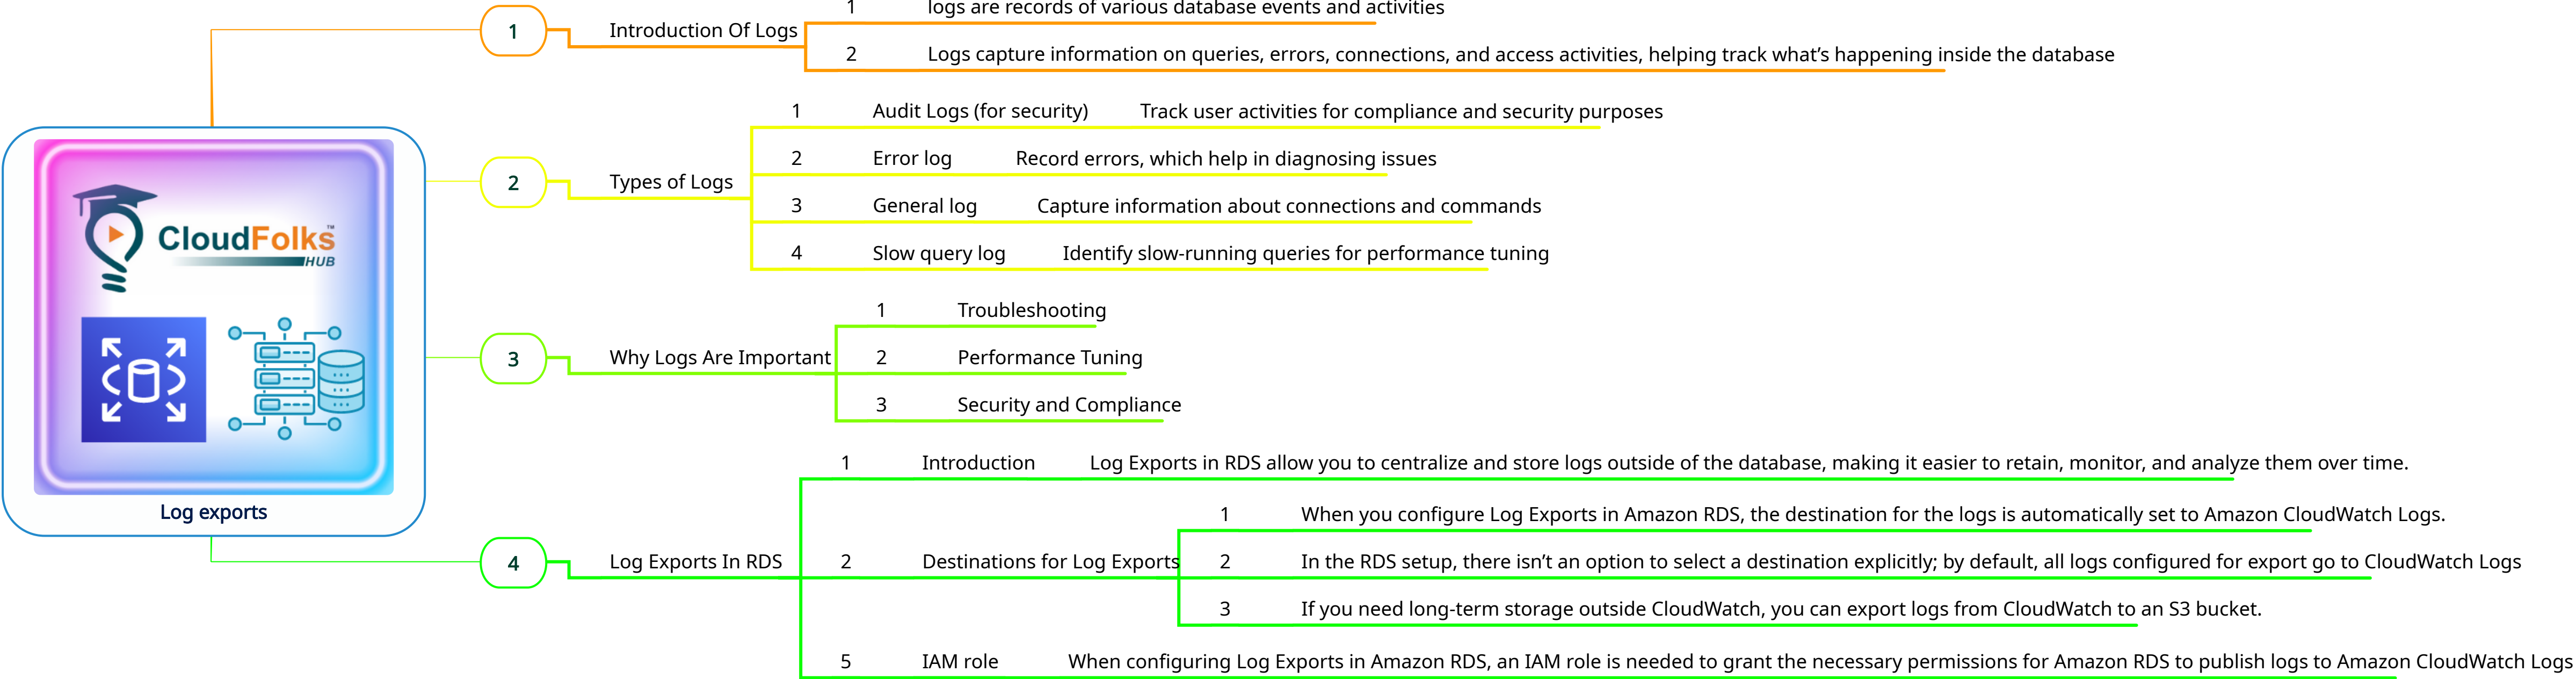 1 logs are records of various database events and activities
1 Introduction Of Logs
2 Logs capture information on queries, errors, connections, and access activities, helping track what’s happening inside the database
1 Audit Logs (for security) Track user activities for compliance and security purposes
2 Error log Record errors, which help in diagnosing issues
2 Types of Logs
3 General log Capture information about connections and commands
4 Slow query log Identify slow-running queries for performance tuning
CloudFolks™
HUB
1 Troubleshooting
3 Why Logs Are Important
2 Performance Tuning
3 Security and Compliance
Log exports
1 Introduction Log Exports in RDS allow you to centralize and store logs outside of the database, making it easier to retain, monitor, and analyze them over time.
4 Log Exports In RDS
2 Destinations for Log Exports
1 When you configure Log Exports in Amazon RDS, the destination for the logs is automatically set to Amazon CloudWatch Logs.
2 In the RDS setup, there isn’t an option to select a destination explicitly; by default, all logs configured for export go to CloudWatch Logs
3 If you need long-term storage outside CloudWatch, you can export logs from CloudWatch to an S3 bucket.
5 IAM role When configuring Log Exports in Amazon RDS, an IAM role is needed to grant the necessary permissions for Amazon RDS to publish logs to Amazon CloudWatch Logs